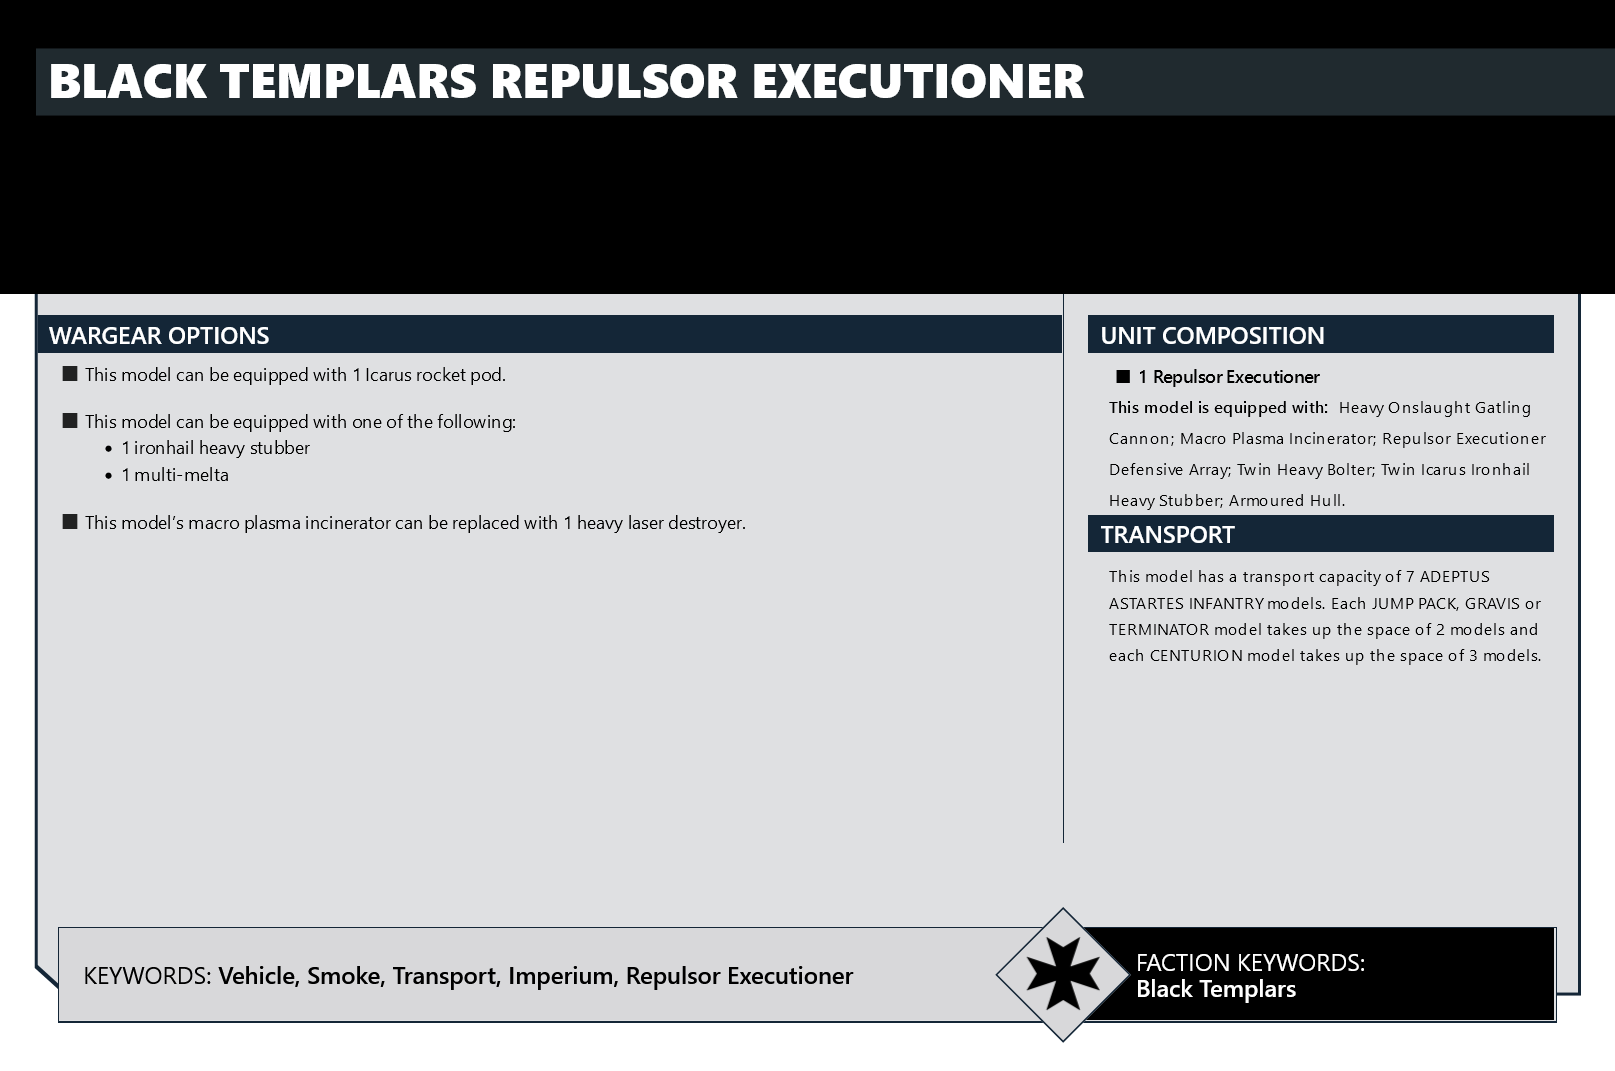 BLACK TEMPLARS REPULSOR EXECUTIONER
WARGEAR OPTIONS
■ This model can be equipped with 1 Icarus rocket pod.
■ This model can be equipped with one of the following:
• 1 ironhail heavy stubber
• 1 multi-melta
■ This model’s macro plasma incinerator can be replaced with 1 heavy laser destroyer.
UNIT COMPOSITION
■ 1 Repulsor Executioner
This model is equipped with: Heavy Onslaught Gatling
Cannon; Macro Plasma Incinerator; Repulsor Executioner
Defensive Array; Twin Heavy Bolter; Twin Icarus Ironhail
Heavy Stubber; Armoured Hull.
TRANSPORT
This model has a transport capacity of 7 ADEPTUS
ASTARTES INFANTRY models. Each JUMP PACK, GRAVIS or
TERMINATOR model takes up the space of 2 models and
each CENTURION model takes up the space of 3 models.
KEYWORDS: Vehicle, Smoke, Transport, Imperium, Repulsor Executioner
FACTION KEYWORDS:
Black Templars